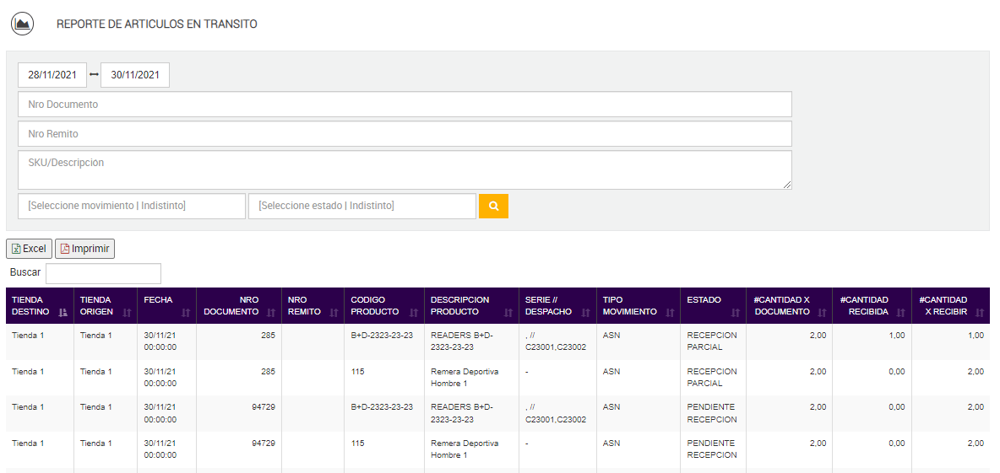 REPORTE DE ARTICULOS EN TRANSITO
28/11/2021 30/11/2021
Nro Documento
Nro Remito
SKU/Descripción
[Seleccione movimiento | Indistinto] [Seleccione estado | Indistinto]
Excel Imprimir
Buscar
TIENDA DESTINO TIENDA ORIGEN FECHA NRO DOCUMENTO NRO REMITO CODIGO PRODUCTO DESCRIPCION PRODUCTO SERIE // DESPACHO TIPO MOVIMIENTO ESTADO #CANTIDAD X DOCUMENTO #CANTIDAD RECIBIDA #CANTIDAD X RECIBIR
Tienda 1 Tienda 1 30/11/21 00:00:00 285 B+D-2323-23-23 READERS B+D-2323-23-23 , // C23001,C23002 ASN RECEPCION PARCIAL 2,00 1,00 1,00
Tienda 1 Tienda 1 30/11/21 00:00:00 285 115 Remera Deportiva Hombre 1 - ASN RECEPCION PARCIAL 2,00 0,00 2,00
Tienda 1 Tienda 1 30/11/21 00:00:00 94729 B+D-2323-23-23 READERS B+D-2323-23-23 , // C23001,C23002 ASN PENDIENTE RECEPCION 2,00 0,00 2,00
Tienda 1 Tienda 1 30/11/21 00:00:00 94729 115 Remera Deportiva Hombre 1 - ASN PENDIENTE RECEPCION 2,00 0,00 2,00